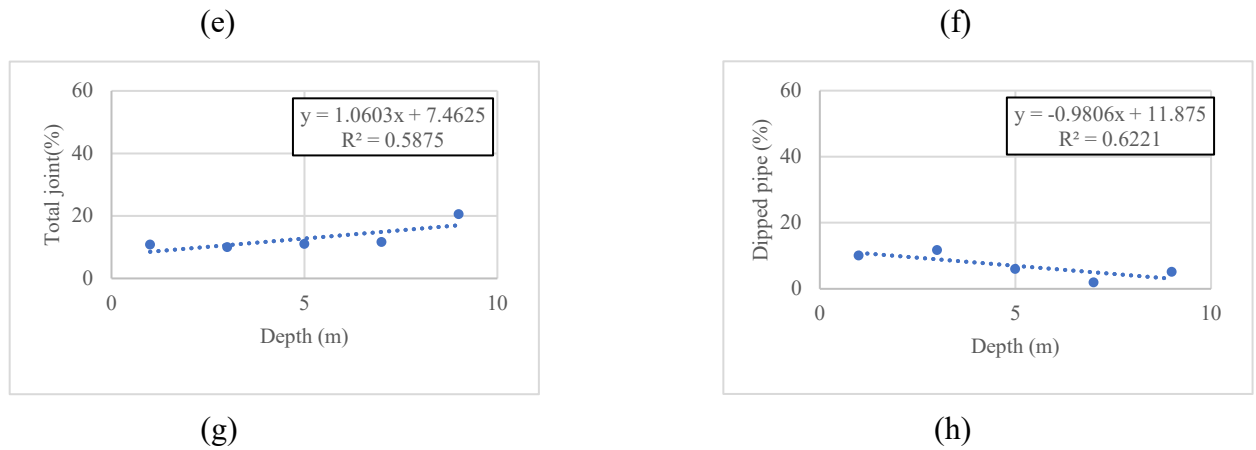 (e)
(f)
60
40
20
0
0
5
10
Total joint(%)
Depth (m)
y = 1.0603x + 7.4625
R² = 0.5875
60
40
20
0
0
5
10
Dipped pipe (%)
Depth (m)
y = -0.9806x + 11.875
R² = 0.6221
(g)
(h)